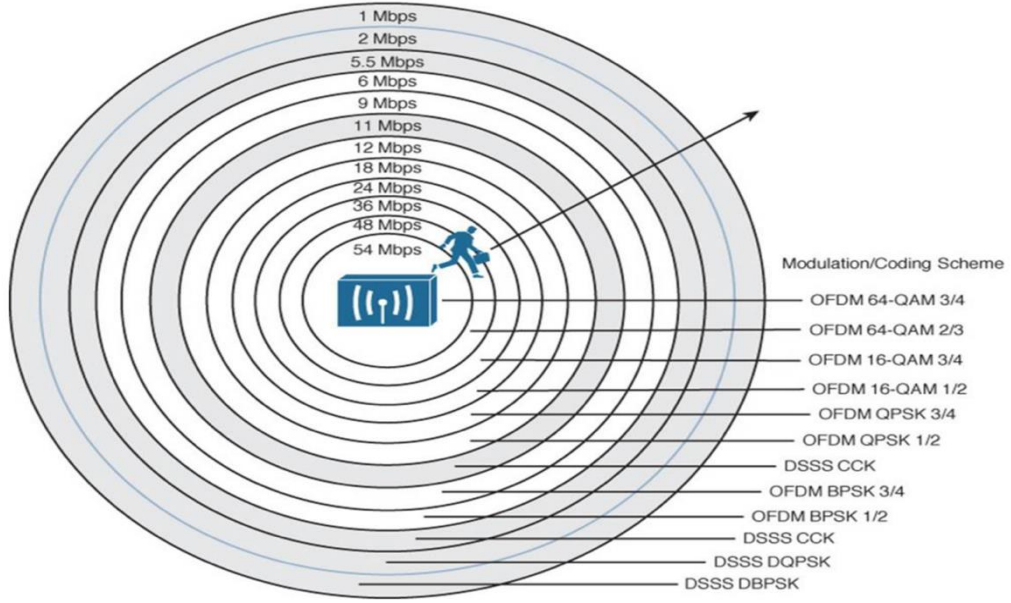 1 Mbps
2 Mbps
5.5 Mbps
6 Mbps
9 Mbps
11 Mbps
12 Mbps
18 Mbps
24 Mbps
36 Mbps
48 Mbps
54 Mbps
Modulation/Coding Scheme
OFDM 64-QAM 3/4
OFDM 64-QAM 2/3
OFDM 16-QAM 3/4
OFDM 16-QAM 1/2
OFDM QPSK 3/4
OFDM QPSK 1/2
DSSS CCK
OFDM BPSK 3/4
OFDM BPSK 1/2
DSSS CCK
DSSS DQPSK
DSSS DBPSK